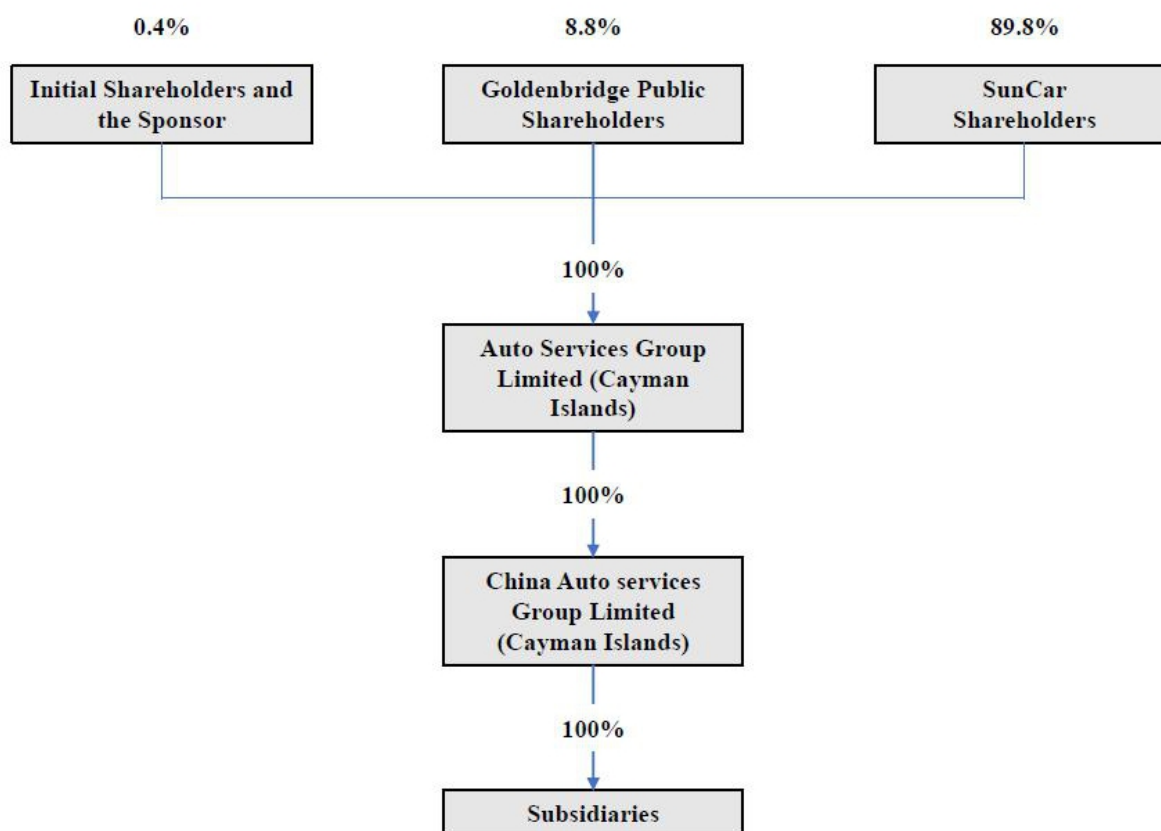 0.4%
8.8%
89.8%
Initial Shareholders and
the Sponsor
Goldenbridge Public
Shareholders
SunCar
Shareholders
100%
Auto Services Group
Limited (Cayman
Islands)
100%
China Auto services
Group Limited
(Cayman Islands)
100%
Subsidiaries